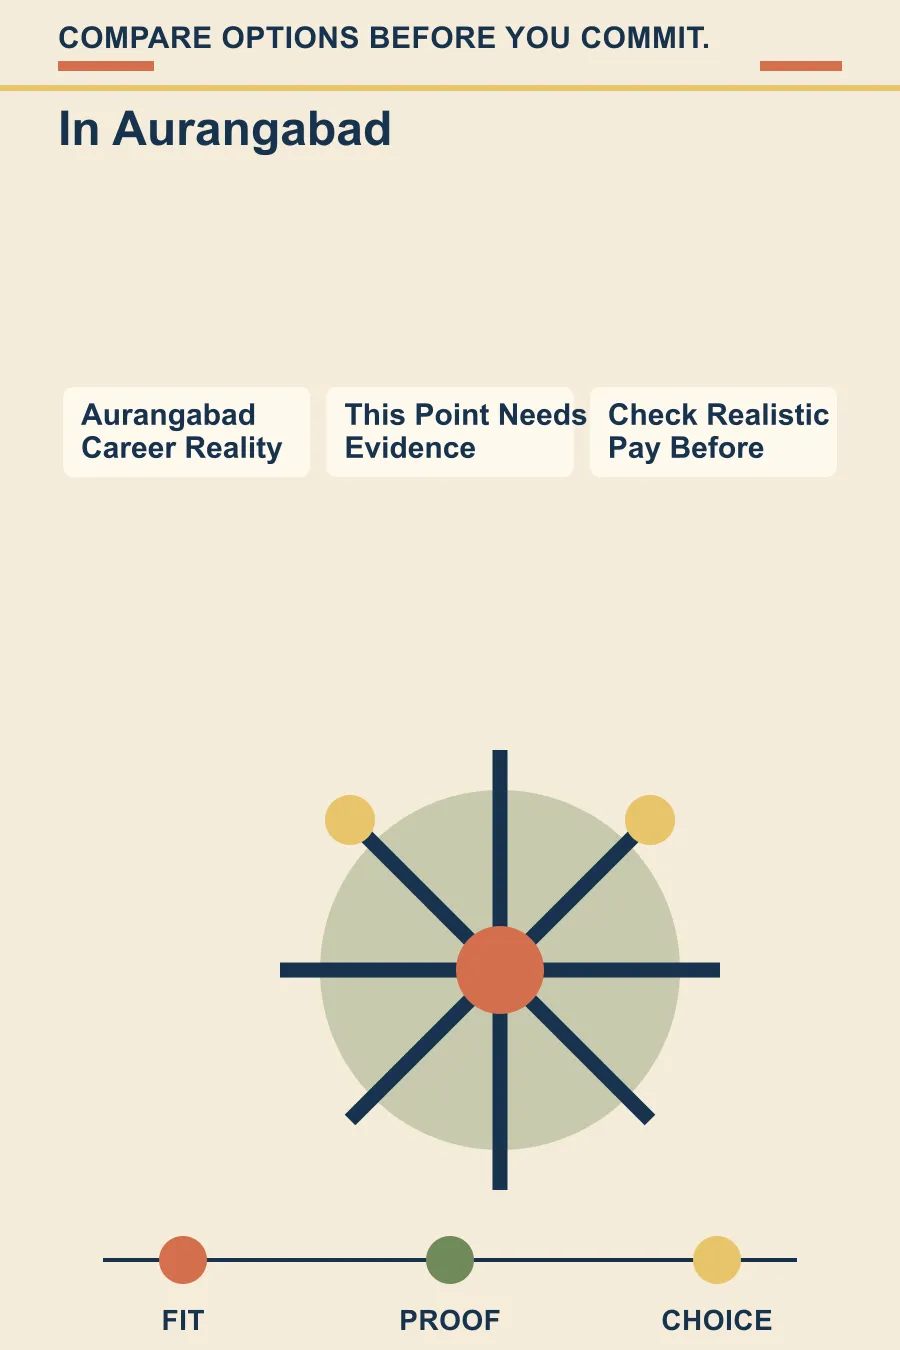 COMPARE OPTIONS BEFORE YOU COMMIT.
In Aurangabad
Aurangabad
Career Reality
This Point Needs
Evidence
Check Realistic
Pay Before
FIT
PROOF
CHOICE